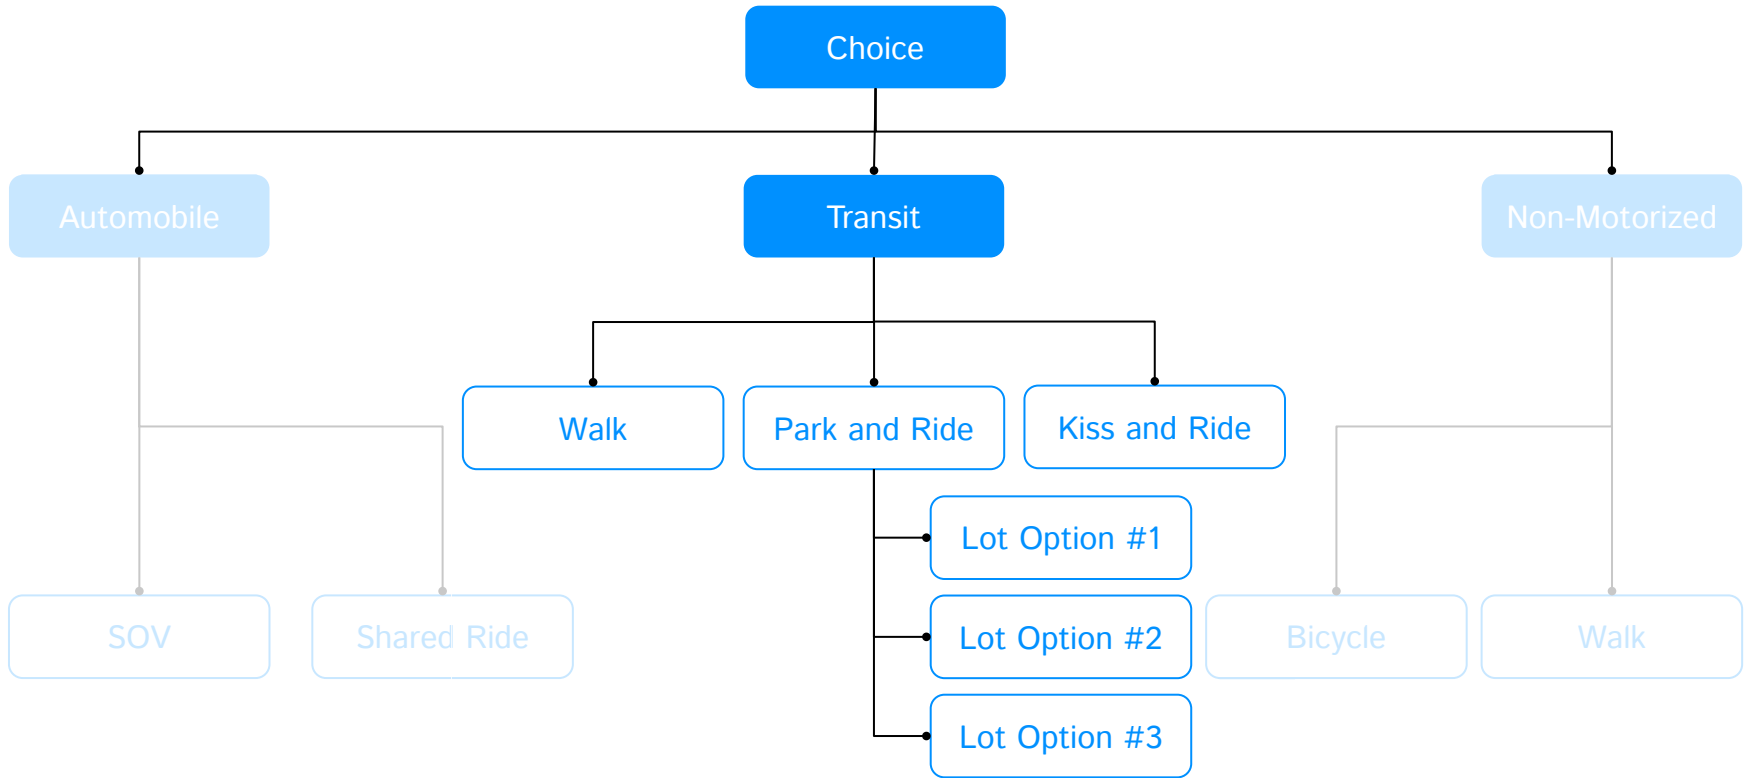 Choice
Automobile
Transit
Non-Motorized
Walk
Park and Ride
Kiss and Ride
Lot Option #1
SOV
Shared Ride
Lot Option #2
Bicycle
Walk
Lot Option #3